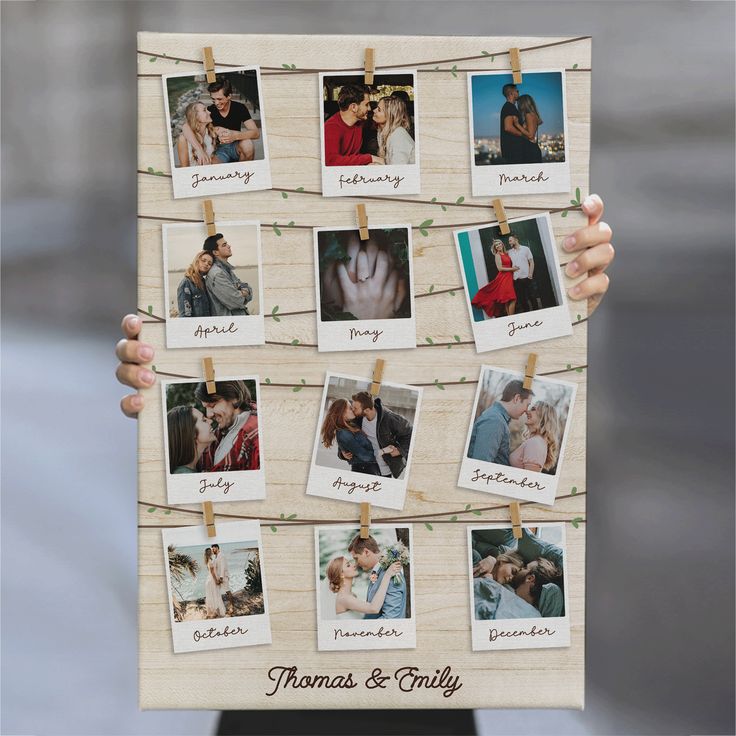 January
February
March
April
May
June
July
August
September
October
November
December
Thomas & Emily